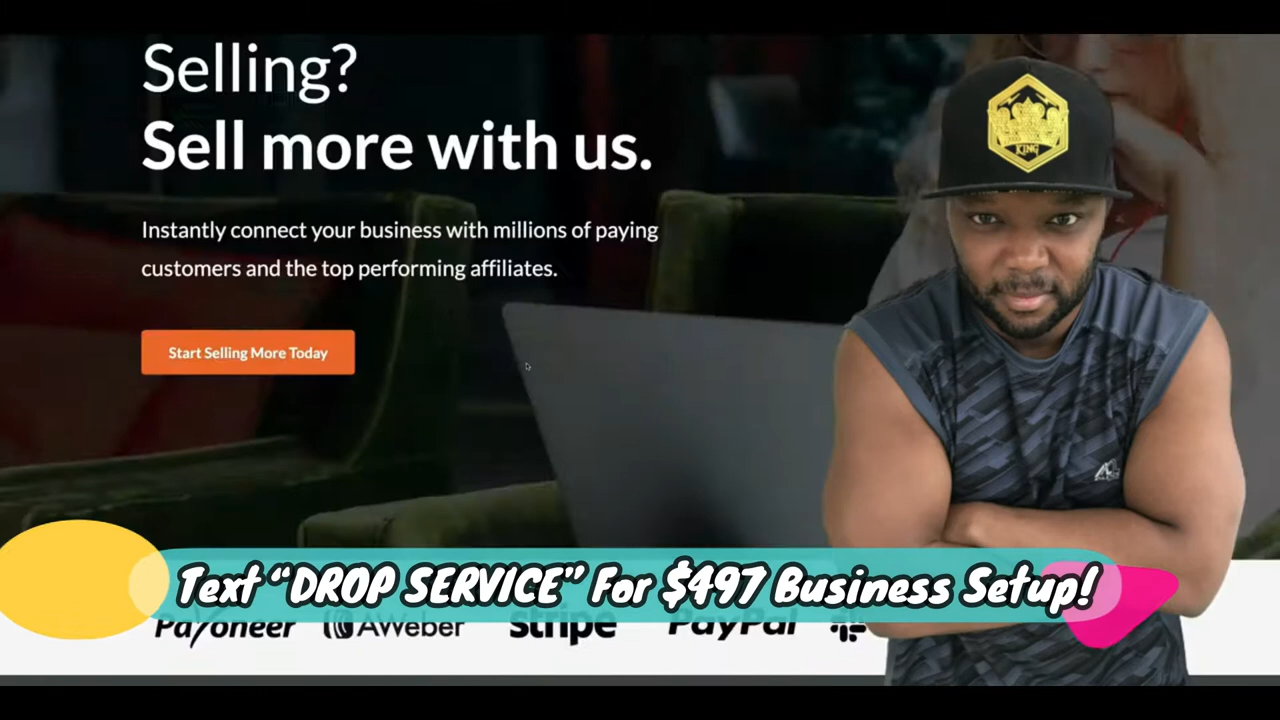 Selling?
Sell more with us.
Instantly connect your business with millions of paying
customers and the top performing affiliates.
Start Selling More Today
KING
Text “DROP SERVICE” For $497 Business Setup!
Payoneer AWeber stripe PayPal